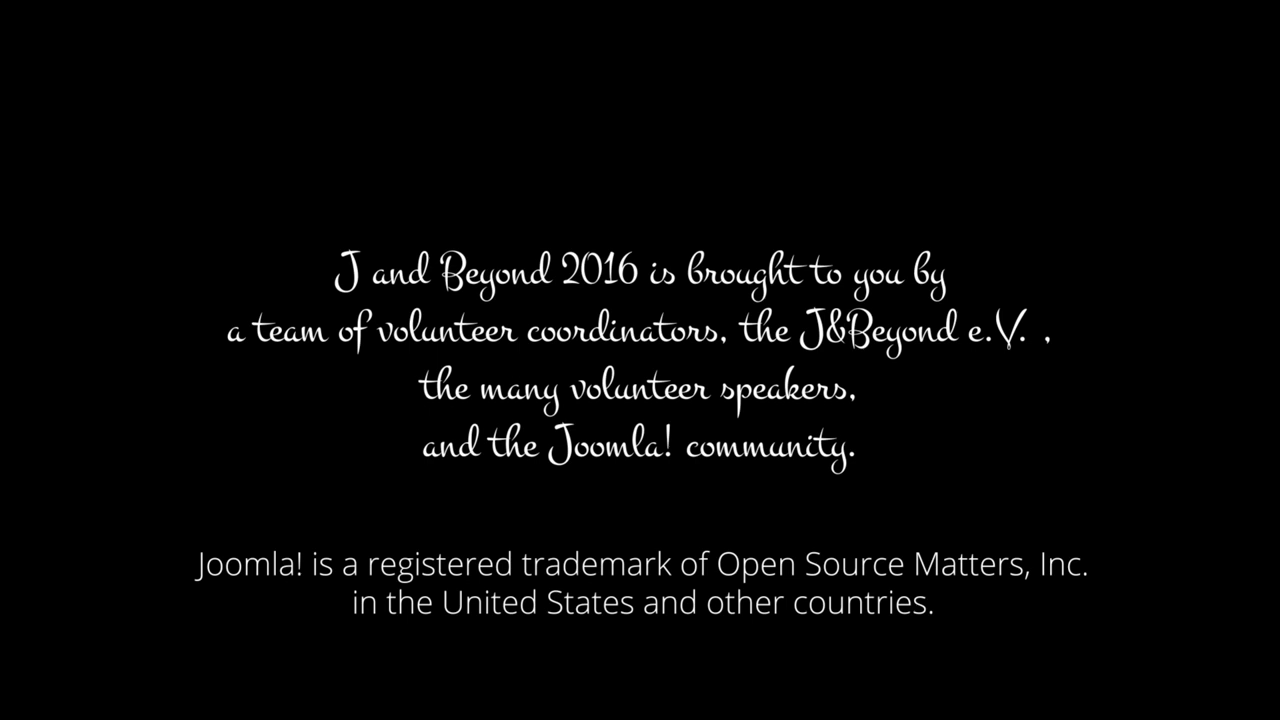 J and Beyond 2016 is brought to you by
a team of volunteer coordinators, the J&Beyond e.V. ,
the many volunteer speakers,
and the Joomla! community.
Joomla! is a registered trademark of Open Source Matters, Inc.
in the United States and other countries.